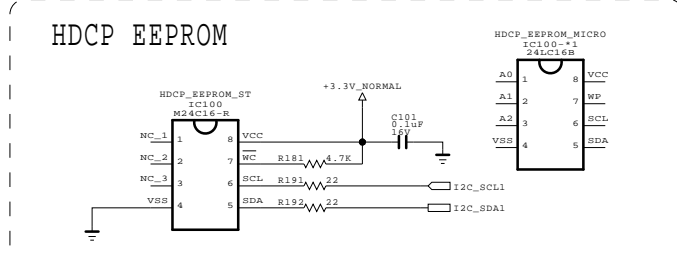 HDCP EEPROM
HDCP_EEPROM_MICRO
IC100-*1
24LC16B
A0 1 8 VCC
A1 2 7 WP
A2 3 6 SCL
VSS 4 5 SDA
+3.3V_NORMAL
HDCP_EEPROM_ST
IC100
M24C16-R
C101
0.1uF
16V
NC_1 1 8 VCC
NC_2 2 7 WC R181 4.7K
NC_3 3 6 SCL R191 22 I2C_SCL1
VSS 4 5 SDA R192 22 I2C_SDA1